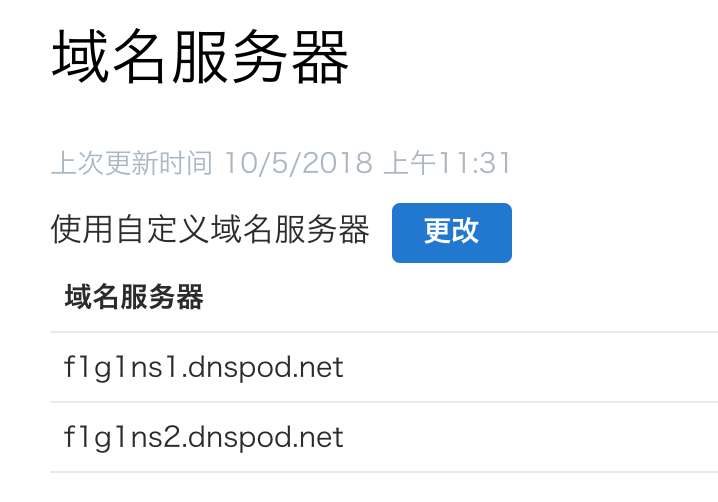 域名服务器
上次更新时间 10/5/2018 上午11:31
使用自定义域名服务器 更改
域名服务器
f1g1ns1.dnspod.net
f1g1ns2.dnspod.net